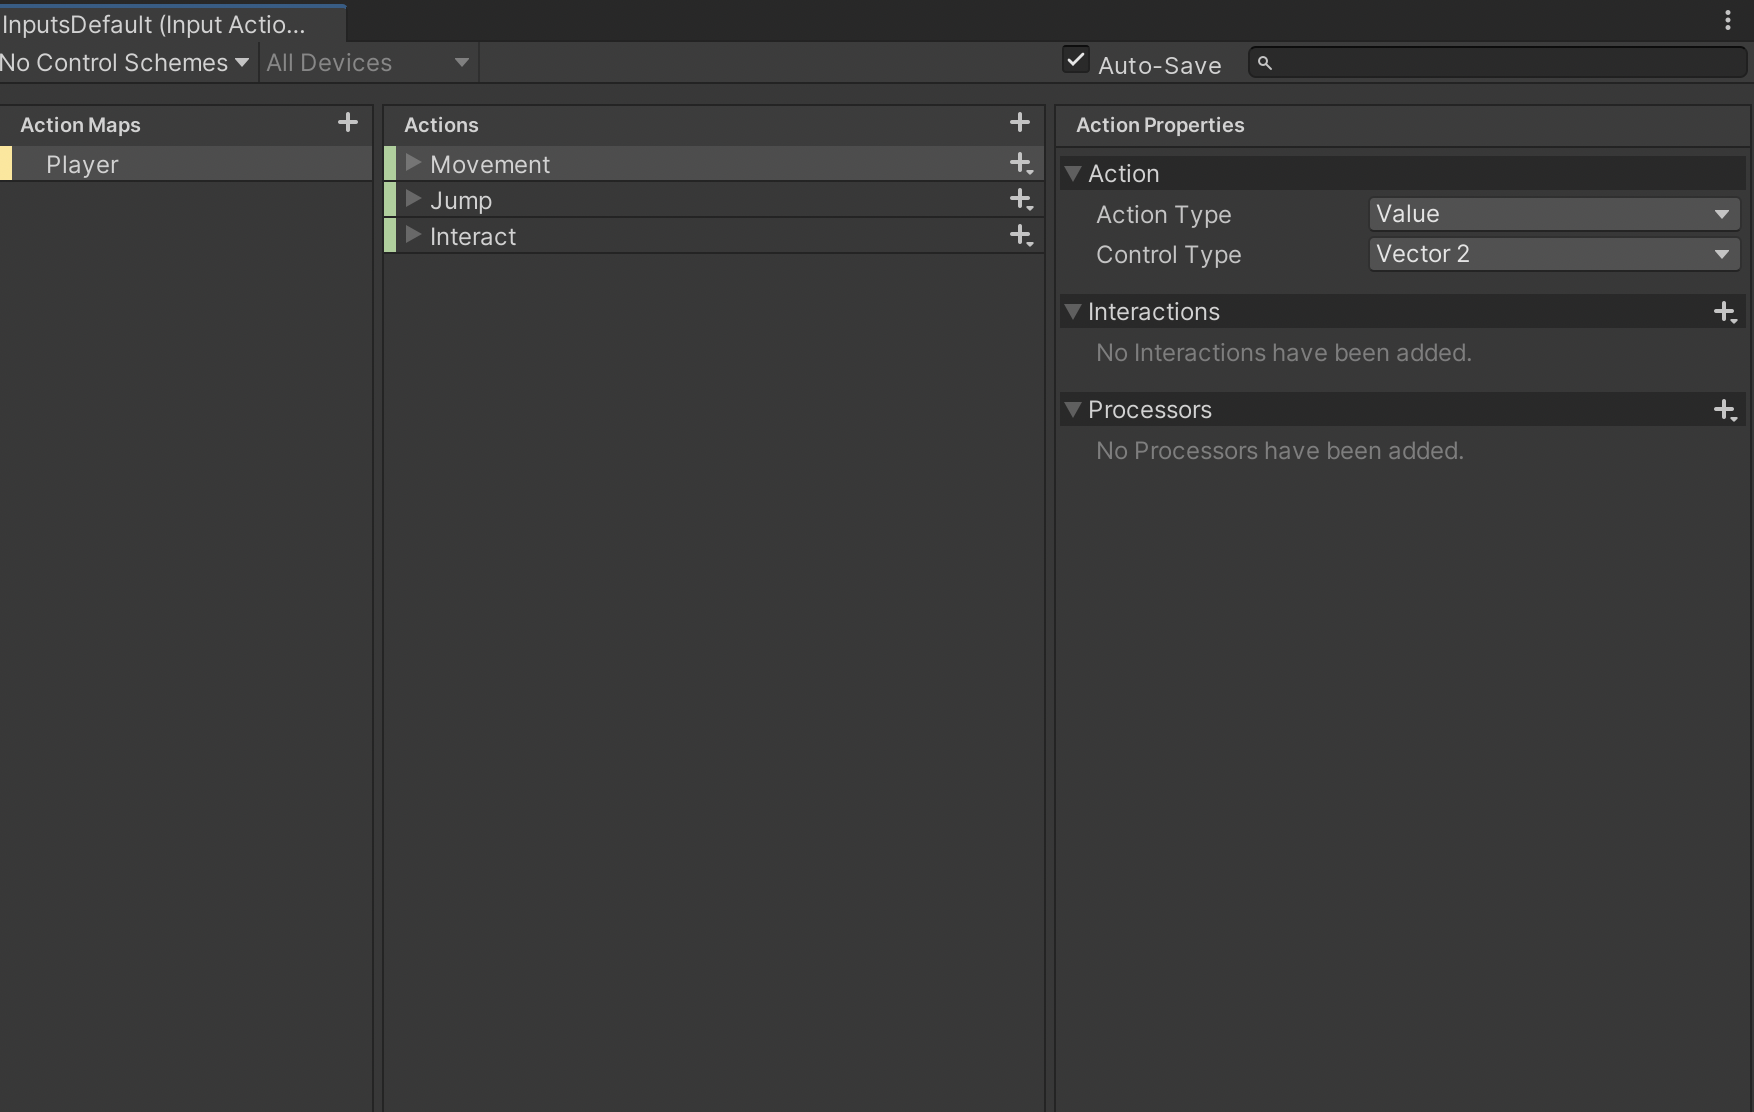 InputsDefault (Input Actio...
No Control Schemes
All Devices
Auto-Save
Action Maps
Player
Actions
Movement
Jump
Interact
Action Properties
Action
Action Type
Value
Control Type
Vector 2
Interactions
No Interactions have been added.
Processors
No Processors have been added.